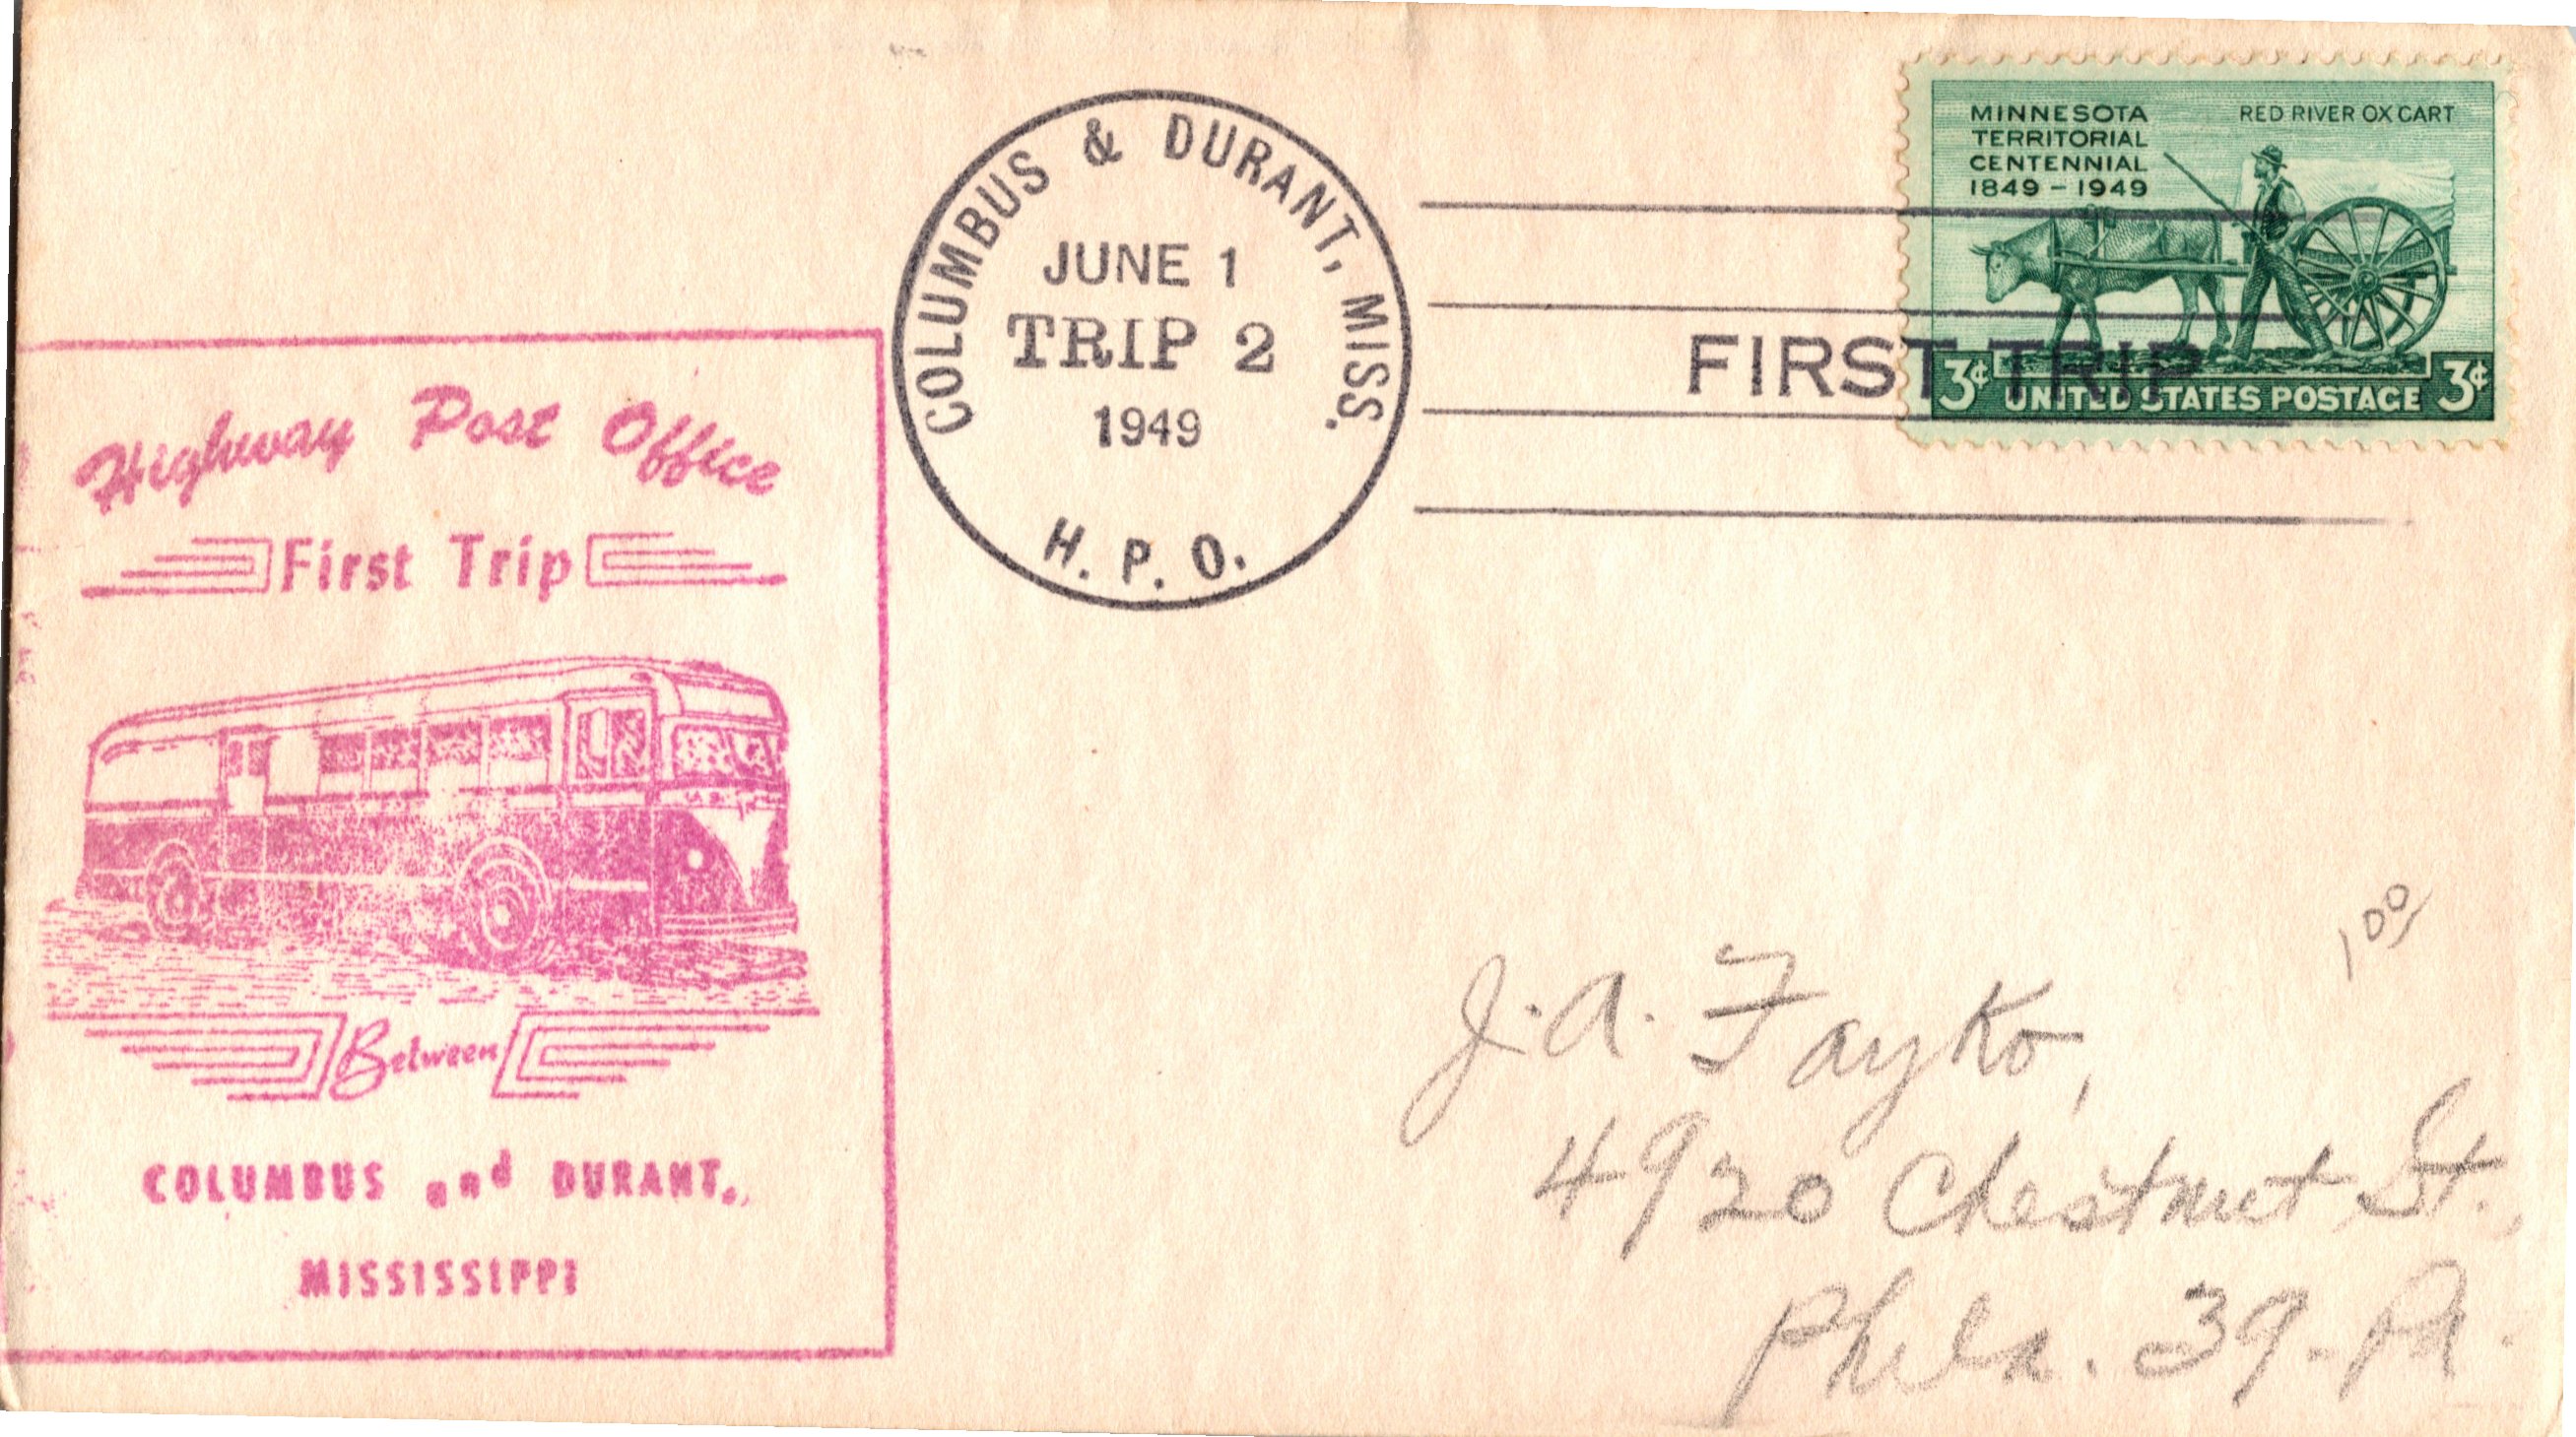 MINNESOTA
TERRITORIAL
CENTENNIAL
1849 - 1949
RED RIVER OX CART
3¢ UNITED STATES POSTAGE 3¢
COLUMBUS & DURANT, MISS.
JUNE 1
TRIP 2
1949
H. P. O.
FIRST TRIP
Highway Post Office
First Trip
Between
COLUMBUS and DURANT,
MISSISSIPPI
1 00
J. A. Fayko,
4920 Chestnut St.,
Phila. 39 - Pa.